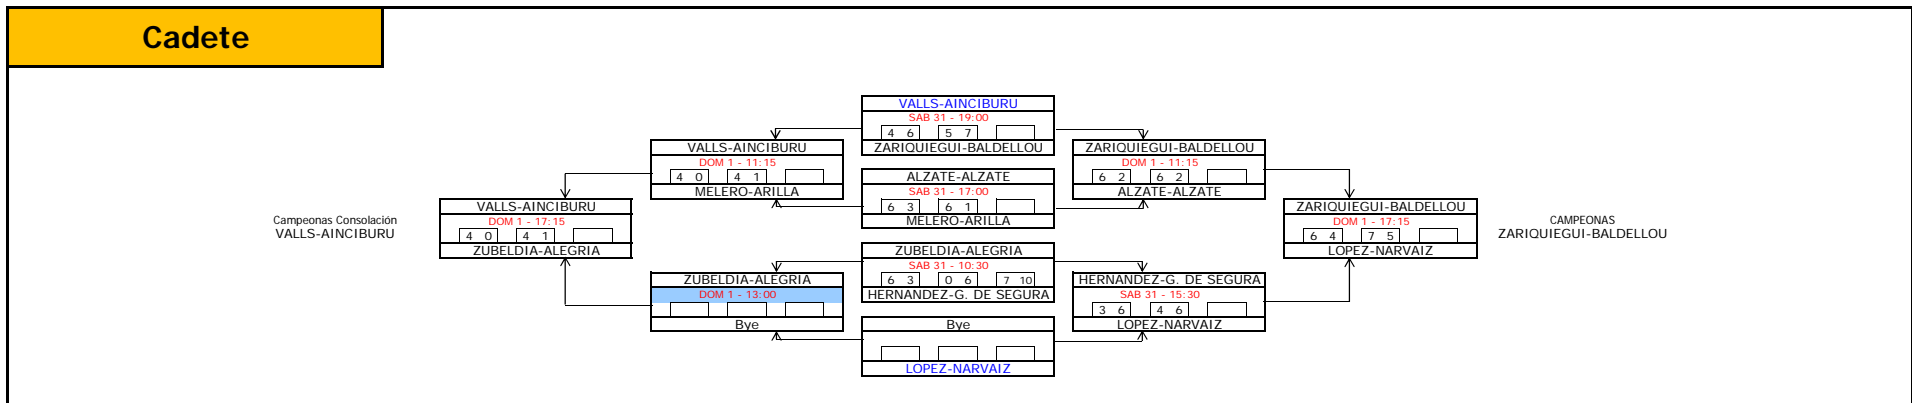 Cadete
VALLS-AINCIBURU
SAB 31 - 19:00
4 6 5 7
ZARIQUIEGUI-BALDELLOU
VALLS-AINCIBURU
DOM 1 - 11:15
4 0 4 1
MELERO-ARILLA
ZARIQUIEGUI-BALDELLOU
DOM 1 - 11:15
6 2 6 2
ALZATE-ALZATE
ALZATE-ALZATE
SAB 31 - 17:00
6 3 6 1
MELERO-ARILLA
Campeonas Consolación
VALLS-AINCIBURU
VALLS-AINCIBURU
DOM 1 - 17:15
4 0 4 1
ZUBELDIA-ALEGRIA
ZARIQUIEGUI-BALDELLOU
DOM 1 - 17:15
6 4 7 5
LOPEZ-NARVAIZ
CAMPEONAS
ZARIQUIEGUI-BALDELLOU
ZUBELDIA-ALEGRIA
SAB 31 - 10:30
6 3 0 6 7 10
HERNANDEZ-G. DE SEGURA
ZUBELDIA-ALEGRIA
DOM 1 - 13:00
Bye
HERNANDEZ-G. DE SEGURA
SAB 31 - 15:30
3 6 4 6
LOPEZ-NARVAIZ
Bye
LOPEZ-NARVAIZ